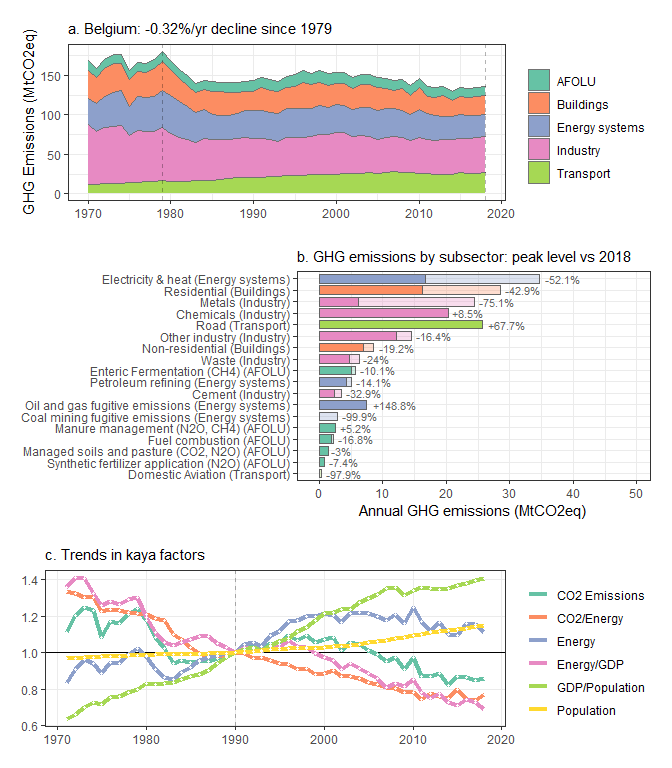 a. Belgium: -0.32%/yr decline since 1979
GHG Emissions (MtCO2eq)
150
100
50
0
1970
1980
1990
2000
2010
2020
AFOLU
Buildings
Energy systems
Industry
Transport
b. GHG emissions by subsector: peak level vs 2018
Electricity & heat (Energy systems) -52.1%
Residential (Buildings) -42.9%
Metals (Industry) -75.1%
Chemicals (Industry) +8.5%
Road (Transport) +67.7%
Other industry (Industry) -16.4%
Non-residential (Buildings) -19.2%
Waste (Industry) -24%
Enteric Fermentation (CH4) (AFOLU) -10.1%
Petroleum refining (Energy systems) -14.1%
Cement (Industry) -32.9%
Oil and gas fugitive emissions (Energy systems) +148.8%
Coal mining fugitive emissions (Energy systems) -99.9%
Manure management (N2O, CH4) (AFOLU) +5.2%
Fuel combustion (AFOLU) -16.8%
Managed soils and pasture (CO2, N2O) (AFOLU) -3%
Synthetic fertilizer application (N2O) (AFOLU) -7.4%
Domestic Aviation (Transport) -97.9%
0
10
20
30
40
50
Annual GHG emissions (MtCO2eq)
c. Trends in kaya factors
1.4
1.2
1.0
0.8
0.6
1970
1980
1990
2000
2010
2020
CO2 Emissions
CO2/Energy
Energy
Energy/GDP
GDP/Population
Population